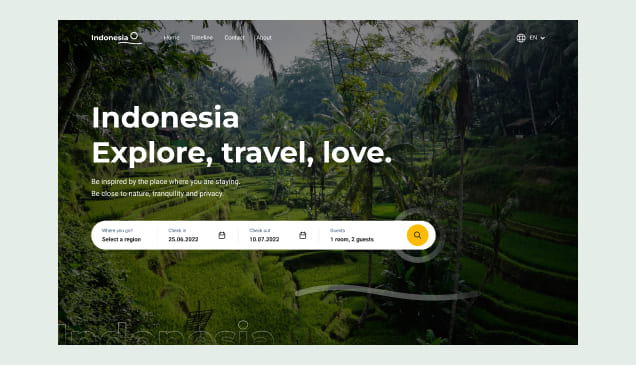 Indonesia
Home Timeline Contact About
EN
Indonesia
Explore, travel, love.
Be inspired by the place where you are staying.
Be close to nature, tranquility and privacy.
Where you go? Check in Check out Guests
Select a region 25.06.2022 10.07.2022 1 room, 2 guests
Indonesia